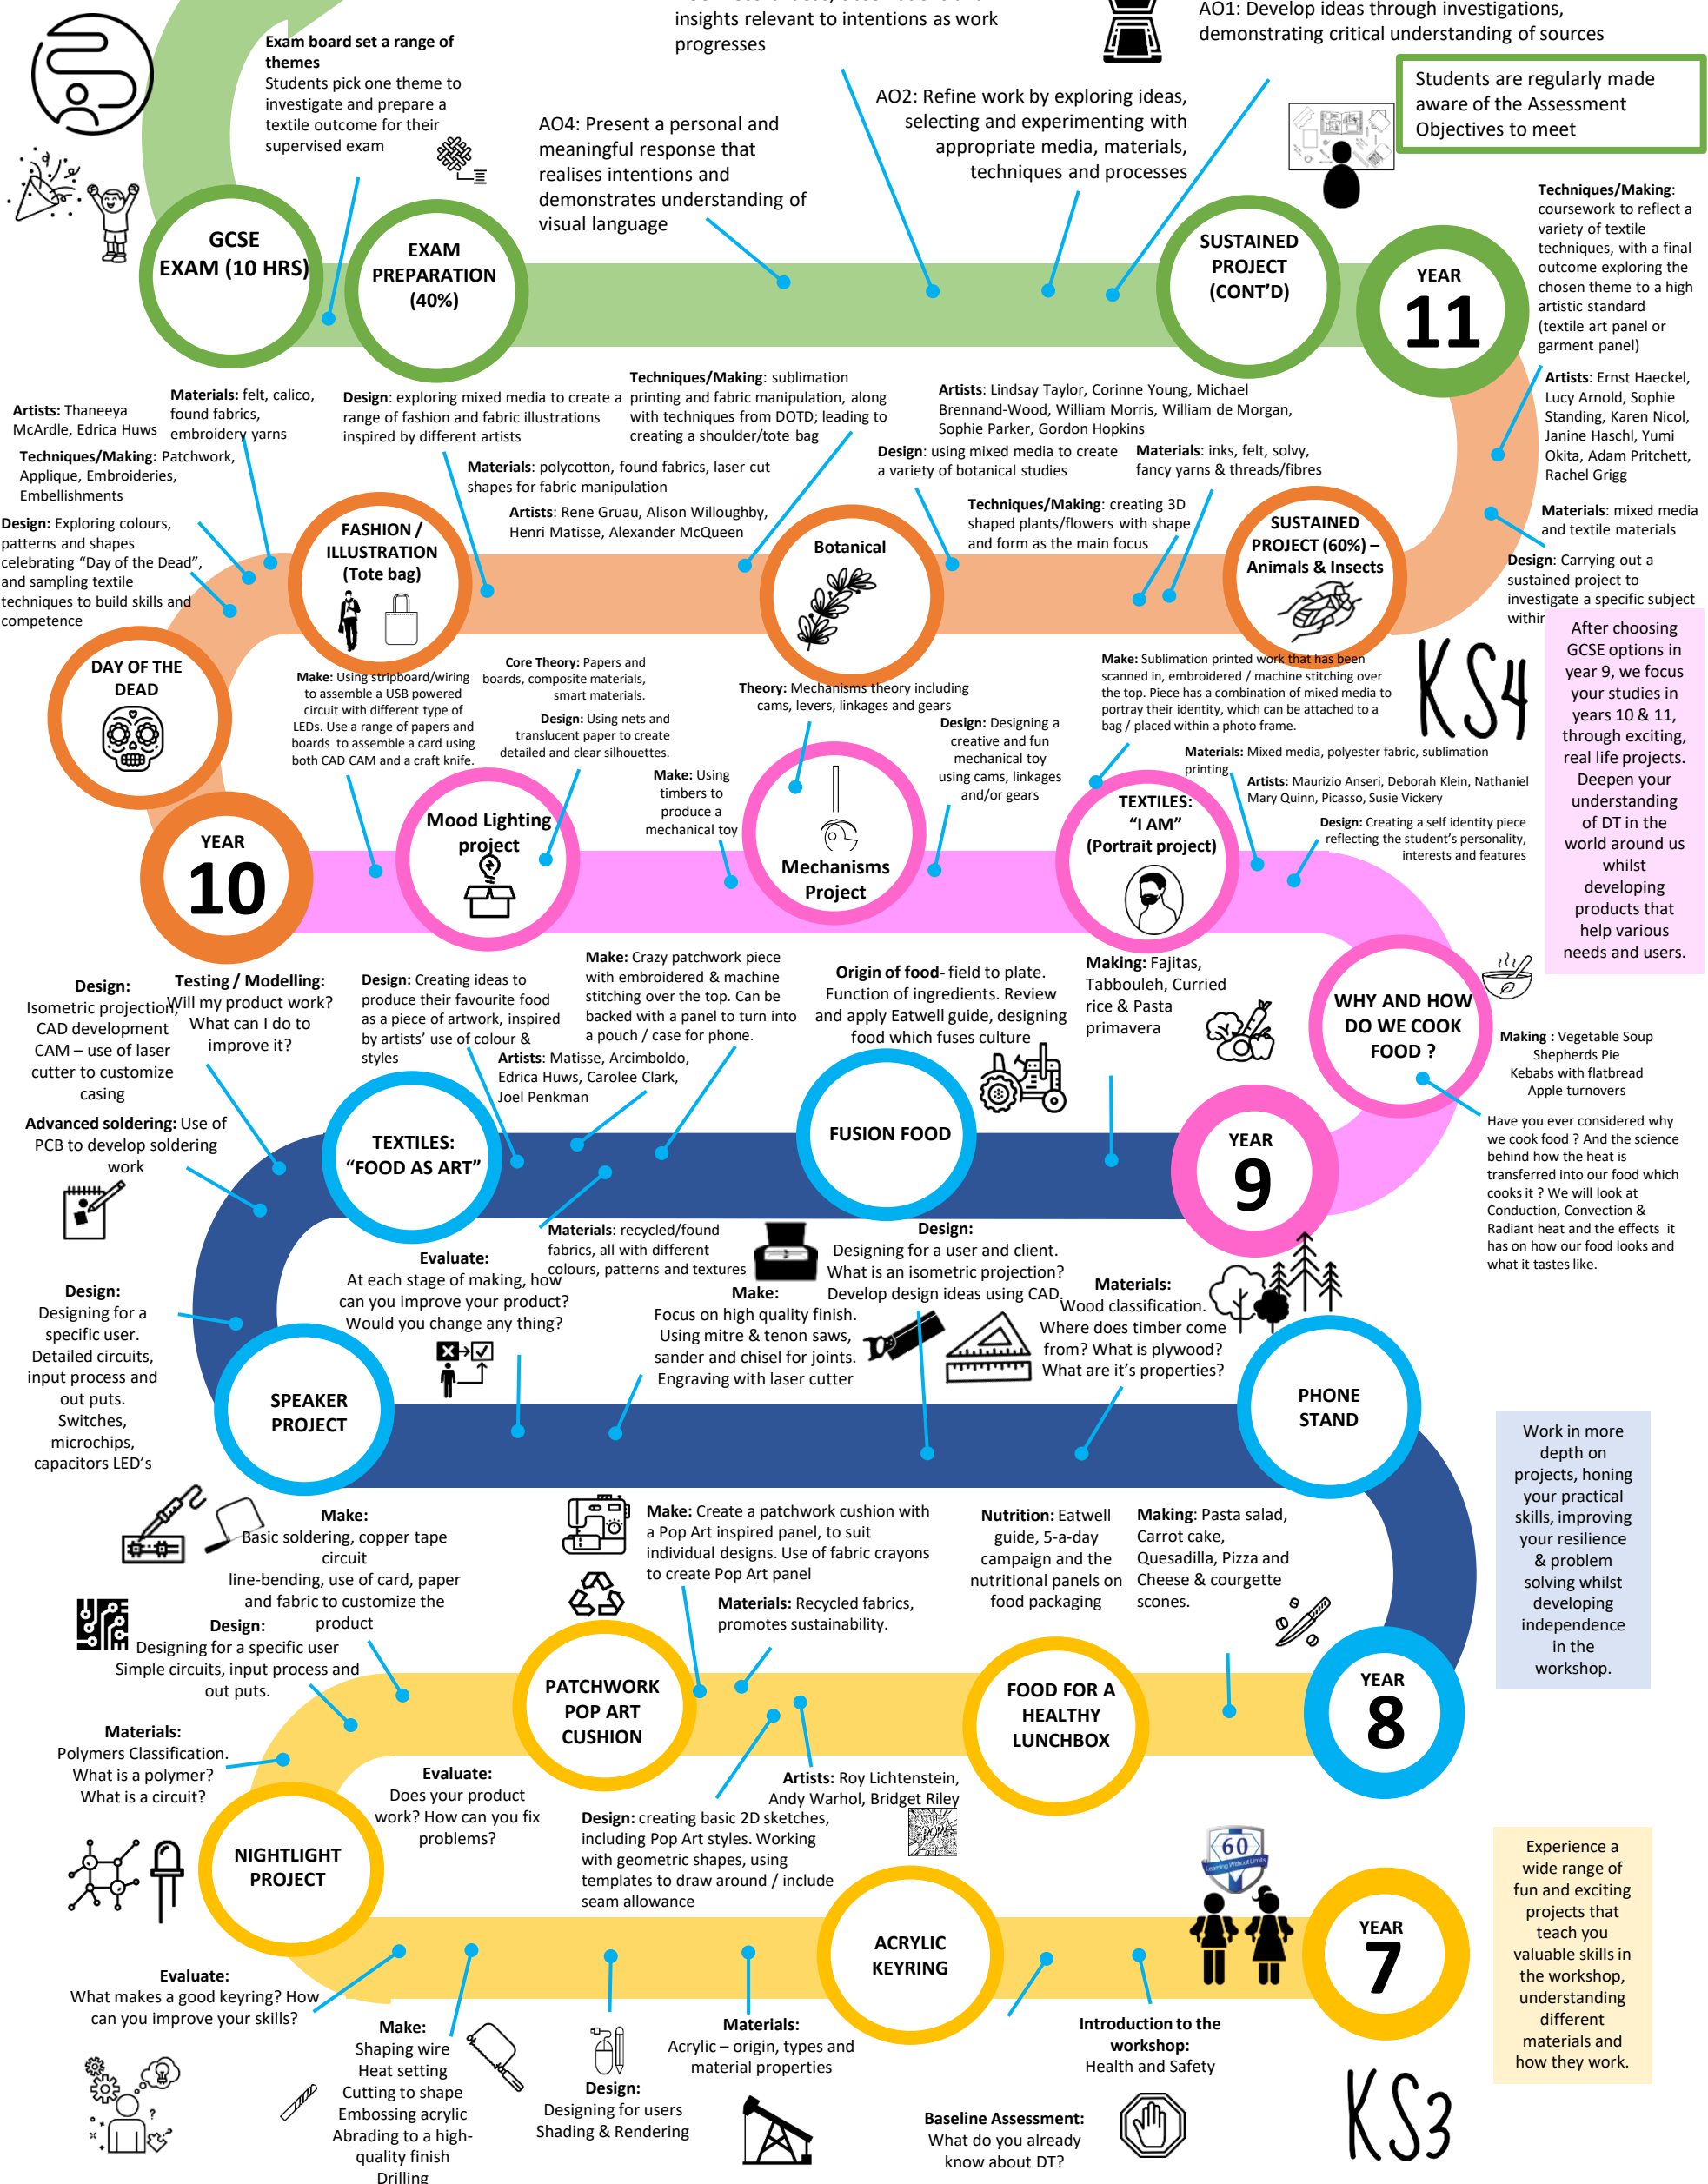 insights relevant to intentions as work
progresses
AO1: Develop ideas through investigations,
demonstrating critical understanding of sources
Students are regularly made
aware of the Assessment
Objectives to meet
Exam board set a range of
themes
Students pick one theme to
investigate and prepare a
textile outcome for their
supervised exam
AO4: Present a personal and
meaningful response that
realises intentions and
demonstrates understanding of
visual language
AO2: Refine work by exploring ideas,
selecting and experimenting with
appropriate media, materials,
techniques and processes
GCSE
EXAM (10 HRS)
EXAM
PREPARATION
(40%)
SUSTAINED
PROJECT
(CONT'D)
YEAR
11
Techniques/Making:
coursework to reflect a
variety of textile
techniques, with a final
outcome exploring the
chosen theme to a high
artistic standard
(textile art panel or
garment panel)
Artists: Ernst Haeckel,
Lucy Arnold, Sophie
Standing, Karen Nicol,
Janine Haschl, Yumi
Okita, Adam Pritchett,
Rachel Grigg
Materials: mixed media
and textile materials
Design: Carrying out a
sustained project to
investigate a specific subject
within
Artists: Thaneeya
McArdle, Edrica Huws
Materials: felt, calico,
found fabrics,
embroidery yarns
Techniques/Making: Patchwork,
Applique, Embroideries,
Embellishments
Design: Exploring colours,
patterns and shapes
celebrating "Day of the Dead",
and sampling textile
techniques to build skills and
competence
Design: exploring mixed media to create a
range of fashion and fabric illustrations
inspired by different artists
Techniques/Making: sublimation
printing and fabric manipulation, along
with techniques from DOTD; leading to
creating a shoulder/tote bag
Materials: polycotton, found fabrics, laser cut
shapes for fabric manipulation
Artists: Rene Gruau, Alison Willoughby,
Henri Matisse, Alexander McQueen
Artists: Lindsay Taylor, Corinne Young, Michael
Brennand-Wood, William Morris, William de Morgan,
Sophie Parker, Gordon Hopkins
Design: using mixed media to create
a variety of botanical studies
Materials: inks, felt, solvy,
fancy yarns & threads/fibres
Techniques/Making: creating 3D
shaped plants/flowers with shape
and form as the main focus
FASHION /
ILLUSTRATION
(Tote bag)
Botanical
SUSTAINED
PROJECT (60%) –
Animals & Insects
DAY OF THE
DEAD
KS4
After choosing
GCSE options in
year 9, we focus
your studies in
years 10 & 11,
through exciting,
real life projects.
Deepen your
understanding
of DT in the
world around us
whilst
developing
products that
help various
needs and users.
Make: Using stripboard/wiring
to assemble a USB powered
circuit with different type of
LEDs. Use a range of papers and
boards to assemble a card using
both CAD CAM and a craft knife.
Core Theory: Papers and
boards, composite materials,
smart materials.
Design: Using nets and
translucent paper to create
detailed and clear silhouettes.
Theory: Mechanisms theory including
cams, levers, linkages and gears
Make: Using
timbers to
produce a
mechanical toy
Design: Designing a
creative and fun
mechanical toy
using cams, linkages
and/or gears
Make: Sublimation printed work that has been
scanned in, embroidered / machine stitching over
the top. Piece has a combination of mixed media to
portray their identity, which can be attached to a
bag / placed within a photo frame.
Materials: Mixed media, polyester fabric, sublimation
printing
Artists: Maurizio Anseri, Deborah Klein, Nathaniel
Mary Quinn, Picasso, Susie Vickery
Design: Creating a self identity piece
reflecting the student's personality,
interests and features
YEAR
10
Mood Lighting
project
Mechanisms
Project
TEXTILES:
"I AM"
(Portrait project)
WHY AND HOW
DO WE COOK
FOOD ?
Making : Vegetable Soup
Shepherds Pie
Kebabs with flatbread
Apple turnovers
Have you ever considered why
we cook food ? And the science
behind how the heat is
transferred into our food which
cooks it ? We will look at
Conduction, Convection &
Radiant heat and the effects it
has on how our food looks and
what it tastes like.
Design:
Isometric projection,
CAD development
CAM – use of laser
cutter to customize
casing
Testing / Modelling:
Will my product work?
What can I do to
improve it?
Design: Creating ideas to
produce their favourite food
as a piece of artwork, inspired
by artists' use of colour &
styles
Make: Crazy patchwork piece
with embroidered & machine
stitching over the top. Can be
backed with a panel to turn into
a pouch / case for phone.
Artists: Matisse, Arcimboldo,
Edrica Huws, Carolee Clark,
Joel Penkman
Origin of food- field to plate.
Function of ingredients. Review
and apply Eatwell guide, designing
food which fuses culture
Making: Fajitas,
Tabbouleh, Curried
rice & Pasta
primavera
Advanced soldering: Use of
PCB to develop soldering
work
TEXTILES:
"FOOD AS ART"
FUSION FOOD
YEAR
9
Design:
Designing for a
specific user.
Detailed circuits,
input process and
out puts.
Switches,
microchips,
capacitors LED's
Evaluate:
At each stage of making, how
can you improve your product?
Would you change any thing?
Materials: recycled/found
fabrics, all with different
colours, patterns and textures
Make:
Focus on high quality finish.
Using mitre & tenon saws,
sander and chisel for joints.
Engraving with laser cutter
Design:
Designing for a user and client.
What is an isometric projection?
Develop design ideas using CAD.
Materials:
Wood classification.
Where does timber come
from? What is plywood?
What are it's properties?
SPEAKER
PROJECT
PHONE
STAND
Work in more
depth on
projects, honing
your practical
skills, improving
your resilience
& problem
solving whilst
developing
independence
in the
workshop.
Make:
Basic soldering, copper tape
circuit
line-bending, use of card, paper
and fabric to customize the
product
Design:
Designing for a specific user
Simple circuits, input process and
out puts.
Make: Create a patchwork cushion with
a Pop Art inspired panel, to suit
individual designs. Use of fabric crayons
to create Pop Art panel
Materials: Recycled fabrics,
promotes sustainability.
Nutrition: Eatwell
guide, 5-a-day
campaign and the
nutritional panels on
food packaging
Making: Pasta salad,
Carrot cake,
Quesadilla, Pizza and
Cheese & courgette
scones.
Materials:
Polymers Classification.
What is a polymer?
What is a circuit?
PATCHWORK
POP ART
CUSHION
FOOD FOR A
HEALTHY
LUNCHBOX
YEAR
8
Evaluate:
Does your product
work? How can you fix
problems?
Artists: Roy Lichtenstein,
Andy Warhol, Bridget Riley
Design: creating basic 2D sketches,
including Pop Art styles. Working
with geometric shapes, using
templates to draw around / include
seam allowance
POP
NIGHTLIGHT
PROJECT
ACRYLIC
KEYRING
60
Learning Without Limits
YEAR
7
Experience a
wide range of
fun and exciting
projects that
teach you
valuable skills in
the workshop,
understanding
different
materials and
how they work.
Evaluate:
What makes a good keyring? How
can you improve your skills?
Make:
Shaping wire
Heat setting
Cutting to shape
Embossing acrylic
Abrading to a high-
quality finish
Drilling
Design:
Designing for users
Shading & Rendering
Materials:
Acrylic – origin, types and
material properties
Introduction to the
workshop:
Health and Safety
Baseline Assessment:
What do you already
know about DT?
KS3